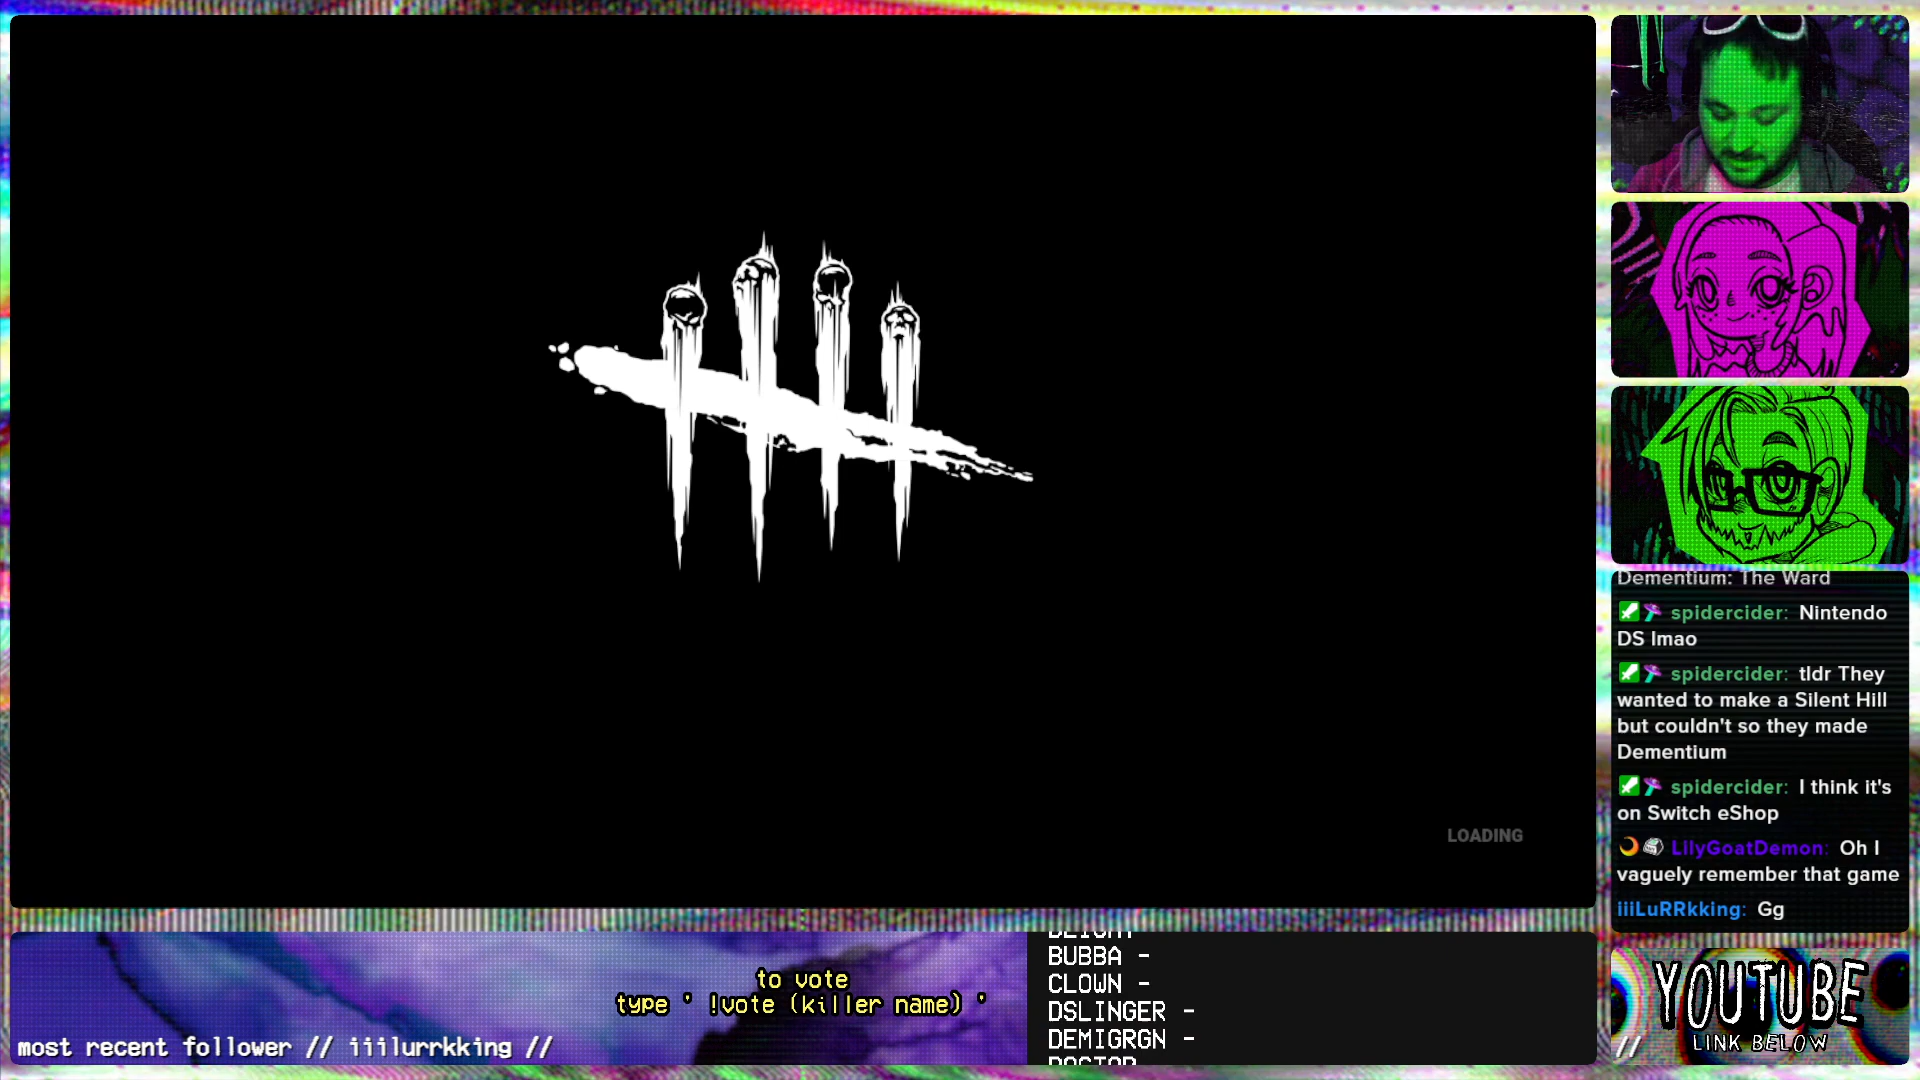 LOADING
Dementium: The Ward
spidercider: Nintendo
DS lmao
spidercider: tldr They
wanted to make a Silent Hill
but couldn't so they made
Dementium
spidercider: I think it's
on Switch eShop
LilyGoatDemon: Oh I
vaguely remember that game
iiiLuRRkking: Gg
to vote
type ' !vote (killer name) '
most recent follower // iiilurrkking //
BUBBA -
CLOWN -
DSLINGER -
DEMIGRGN -
YOUTUBE
LINK BELOW
//